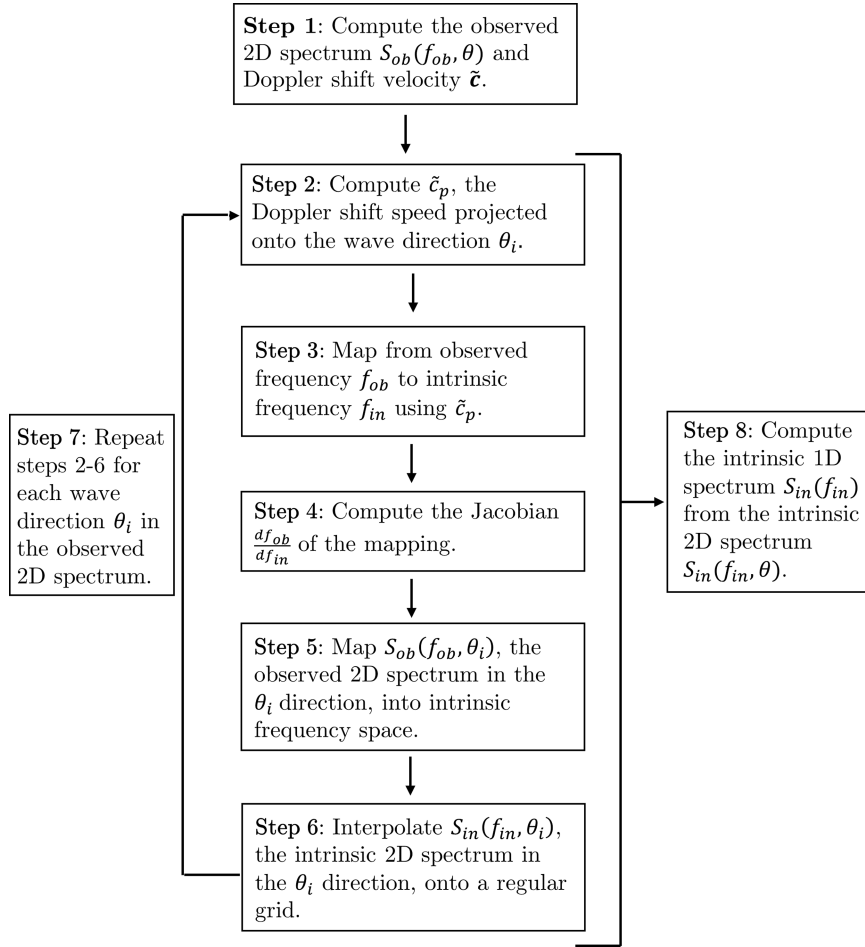 Step 1: Compute the observed
2D spectrum S_ob(f_ob, θ) and
Doppler shift velocity c̃.
Step 2: Compute c̃_p, the
Doppler shift speed projected
onto the wave direction θ_i.
Step 3: Map from observed
frequency f_ob to intrinsic
frequency f_in using c̃_p.
Step 4: Compute the Jacobian
df_ob/df_in of the mapping.
Step 5: Map S_ob(f_ob, θ_i), the
observed 2D spectrum in the
θ_i direction, into intrinsic
frequency space.
Step 6: Interpolate S_in(f_in, θ_i),
the intrinsic 2D spectrum in
the θ_i direction, onto a regular
grid.
Step 7: Repeat
steps 2-6 for
each wave
direction θ_i in
the observed
2D spectrum.
Step 8: Compute
the intrinsic 1D
spectrum S_in(f_in)
from the intrinsic
2D spectrum
S_in(f_in, θ).